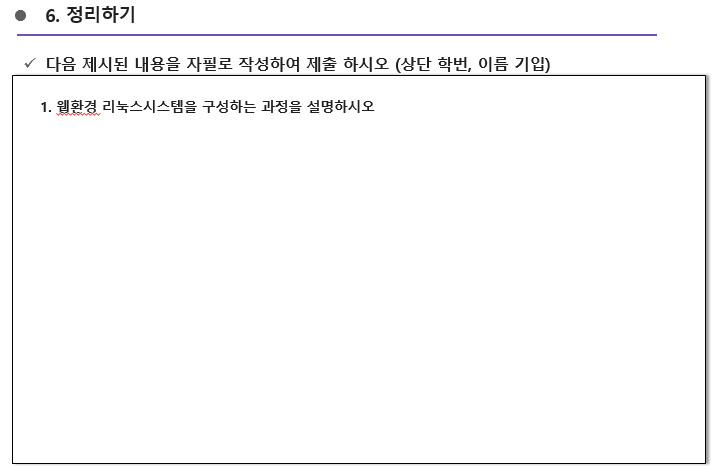 ● 6. 정리하기
✓ 다음 제시된 내용을 자필로 작성하여 제출 하시오 (상단 학번, 이름 기입)
1. 웹환경 리눅스시스템을 구성하는 과정을 설명하시오